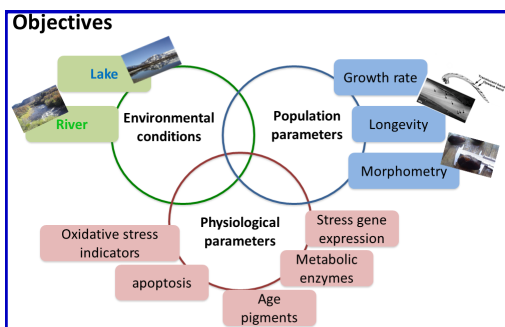 Objectives
Lake
River
Environmental
conditions
Population
parameters
Growth rate
Longevity
Morphometry
Physiological
parameters
Oxidative stress
indicators
apoptosis
Age
pigments
Metabolic
enzymes
Stress gene
expression